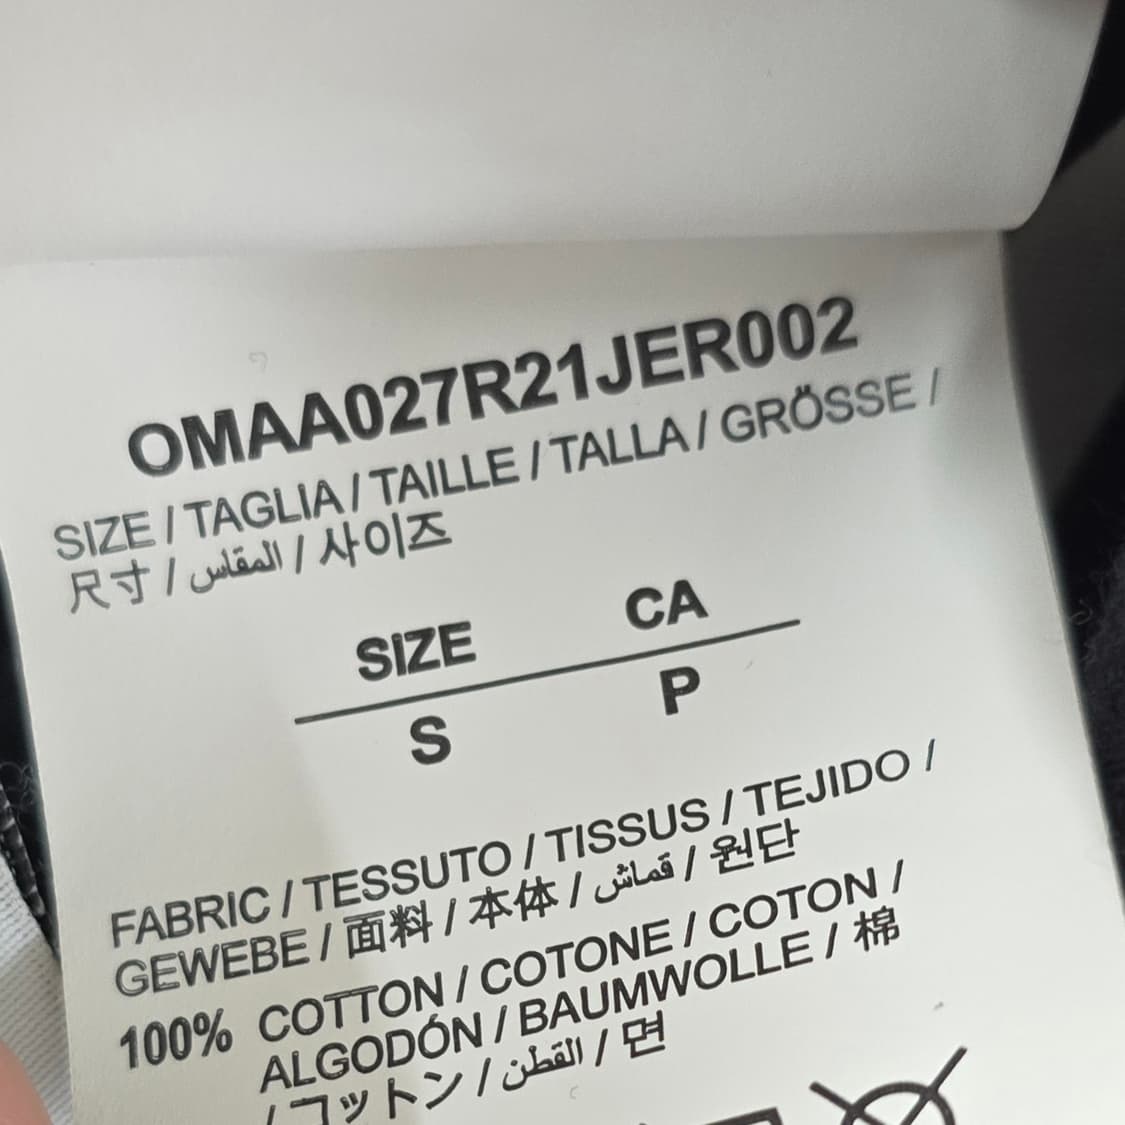 OMAA027R21JER002
SIZE / TAGLIA / TAILLE / TALLA / GRÖSSE /
尺寸 / المقاس / 사이즈
SIZE CA
S P
FABRIC / TESSUTO / TISSUS / TEJIDO /
GEWEBE / 面料 / 本体 / قماش / 원단
100% COTTON / COTONE / COTON /
ALGODÓN / BAUMWOLLE / 棉
/ コットン / القطن / 면